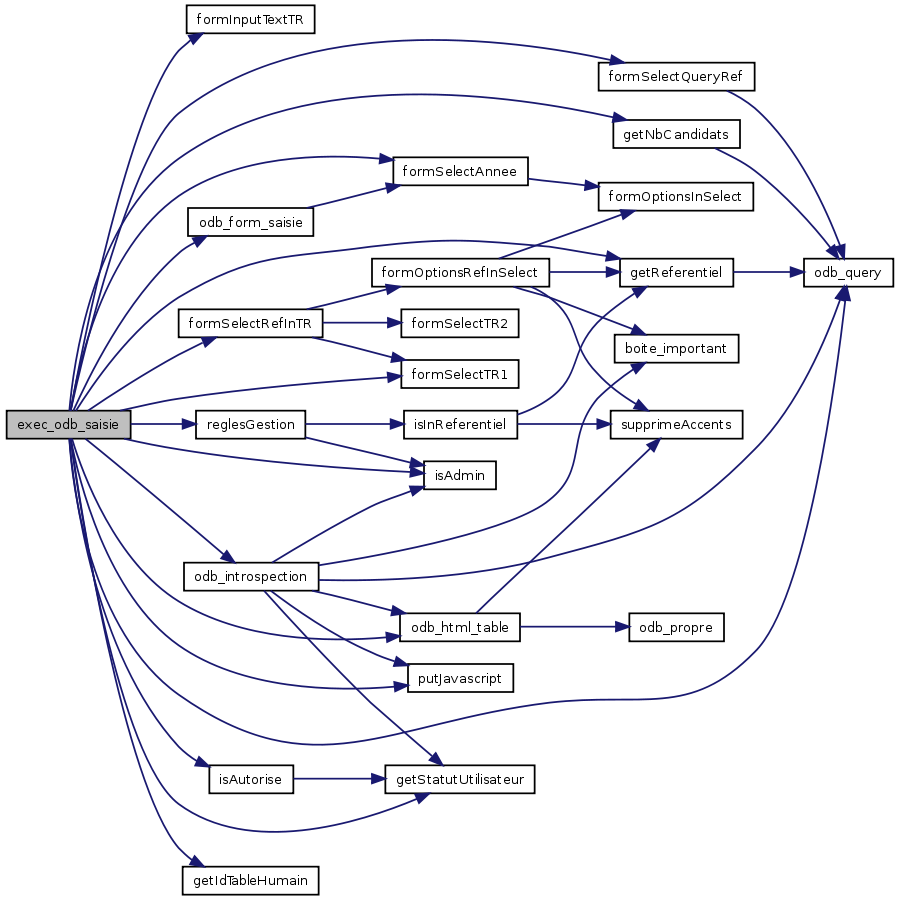 formInputTextTR
formSelectQueryRef
getNbCandidats
formSelectAnnee
formOptionsInSelect
odb_form_saisie
formOptionsRefInSelect
getReferentiel
odb_query
formSelectRefInTR
formSelectTR2
boite_important
formSelectTR1
exec_odb_saisie
reglesGestion
isInReferentiel
supprimeAccents
isAdmin
odb_introspection
odb_html_table
odb_propre
putJavascript
isAutorise
getStatutUtilisateur
getIdTableHumain